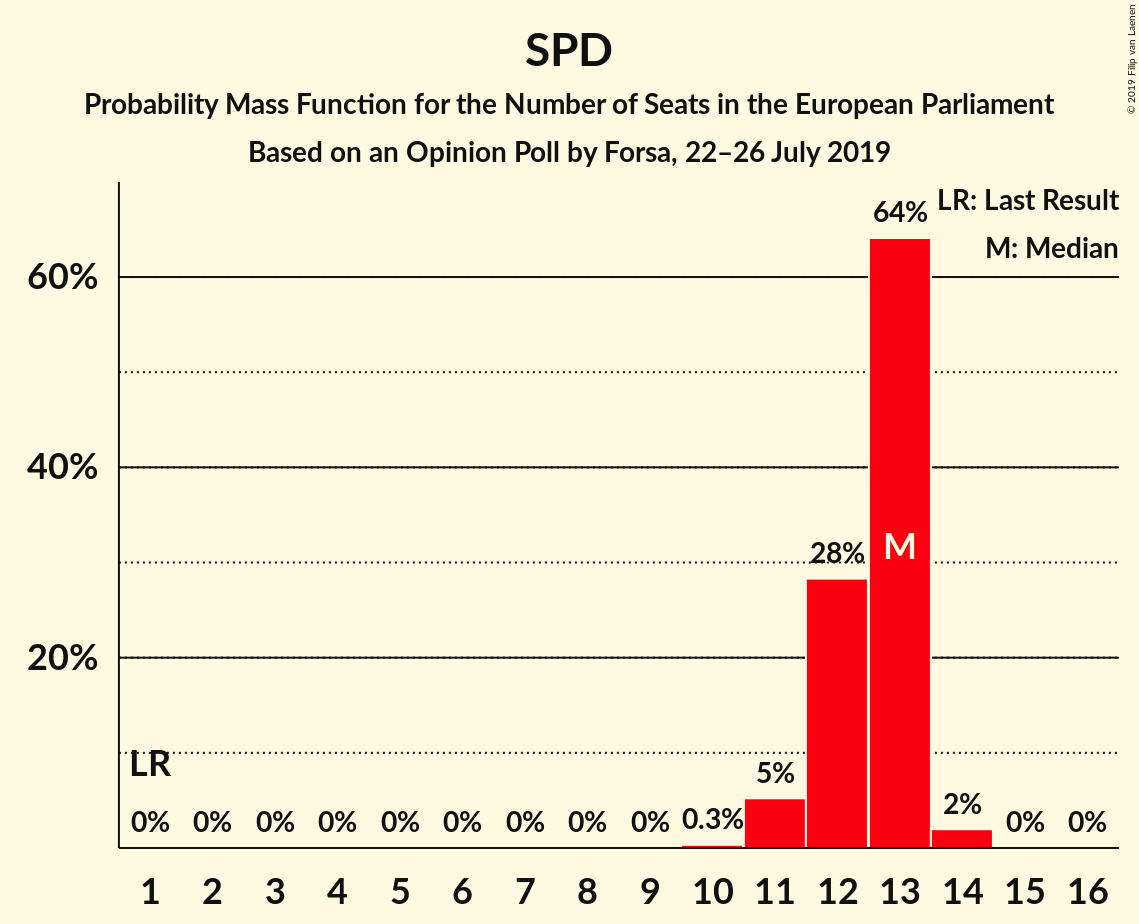 SPD
Probability Mass Function for the Number of Seats in the European Parliament
Based on an Opinion Poll by Forsa, 22–26 July 2019
© 2019 Filip van Laenen
LR: Last Result
M: Median
60%
40%
20%
LR
M
0% 0% 0% 0% 0% 0% 0% 0% 0% 0.3% 5% 28% 64% 2% 0% 0%
1 2 3 4 5 6 7 8 9 10 11 12 13 14 15 16